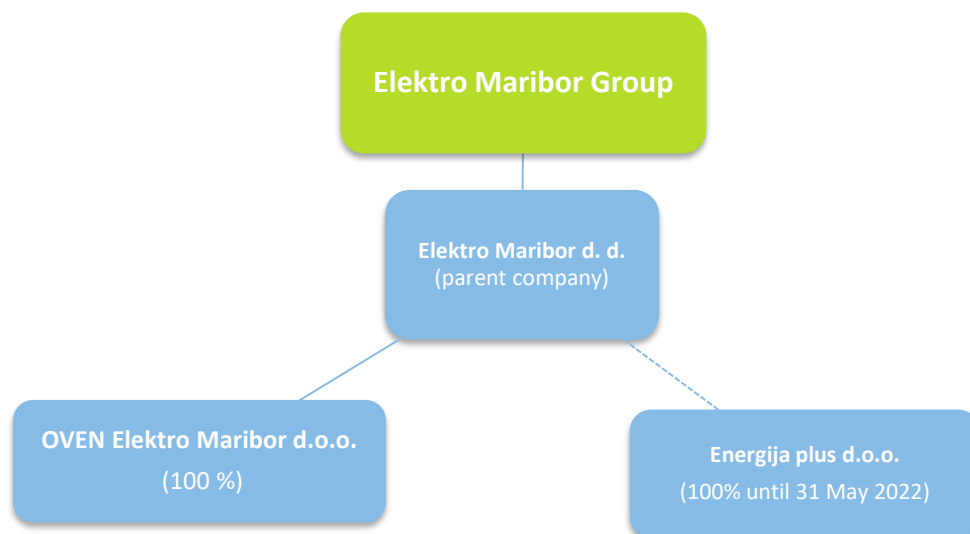 Elektro Maribor Group
Elektro Maribor d. d.
(parent company)
OVEN Elektro Maribor d.o.o.
(100 %)
Energija plus d.o.o.
(100% until 31 May 2022)